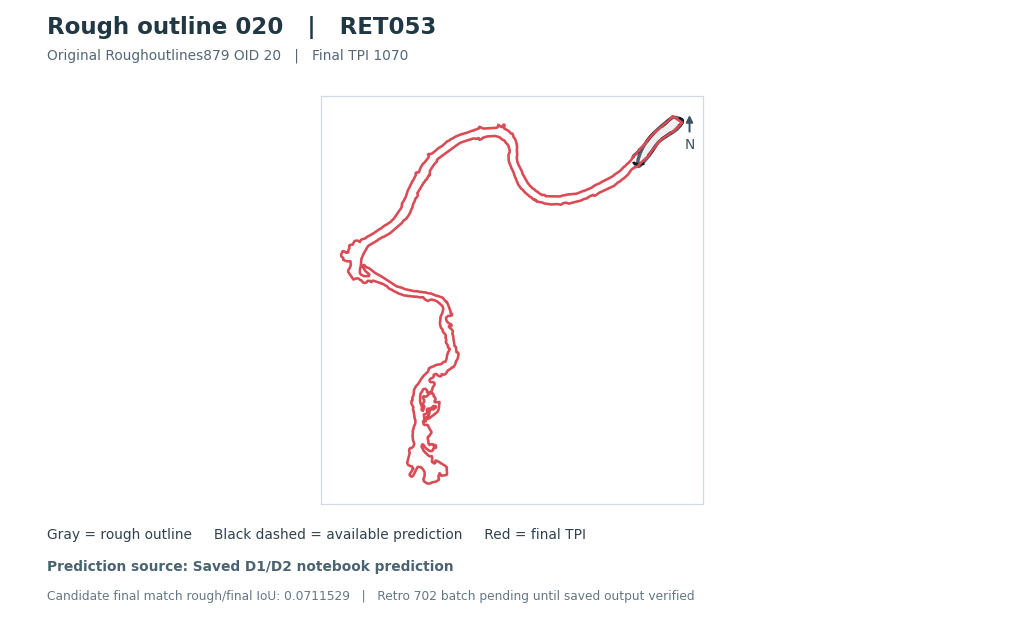 Rough outline 020   |   RET053
Original Roughoutlines879 OID 20   |   Final TPI 1070
N
Gray = rough outline     Black dashed = available prediction     Red = final TPI
Prediction source: Saved D1/D2 notebook prediction
Candidate final match rough/final IoU: 0.0711529   |   Retro 702 batch pending until saved output verified